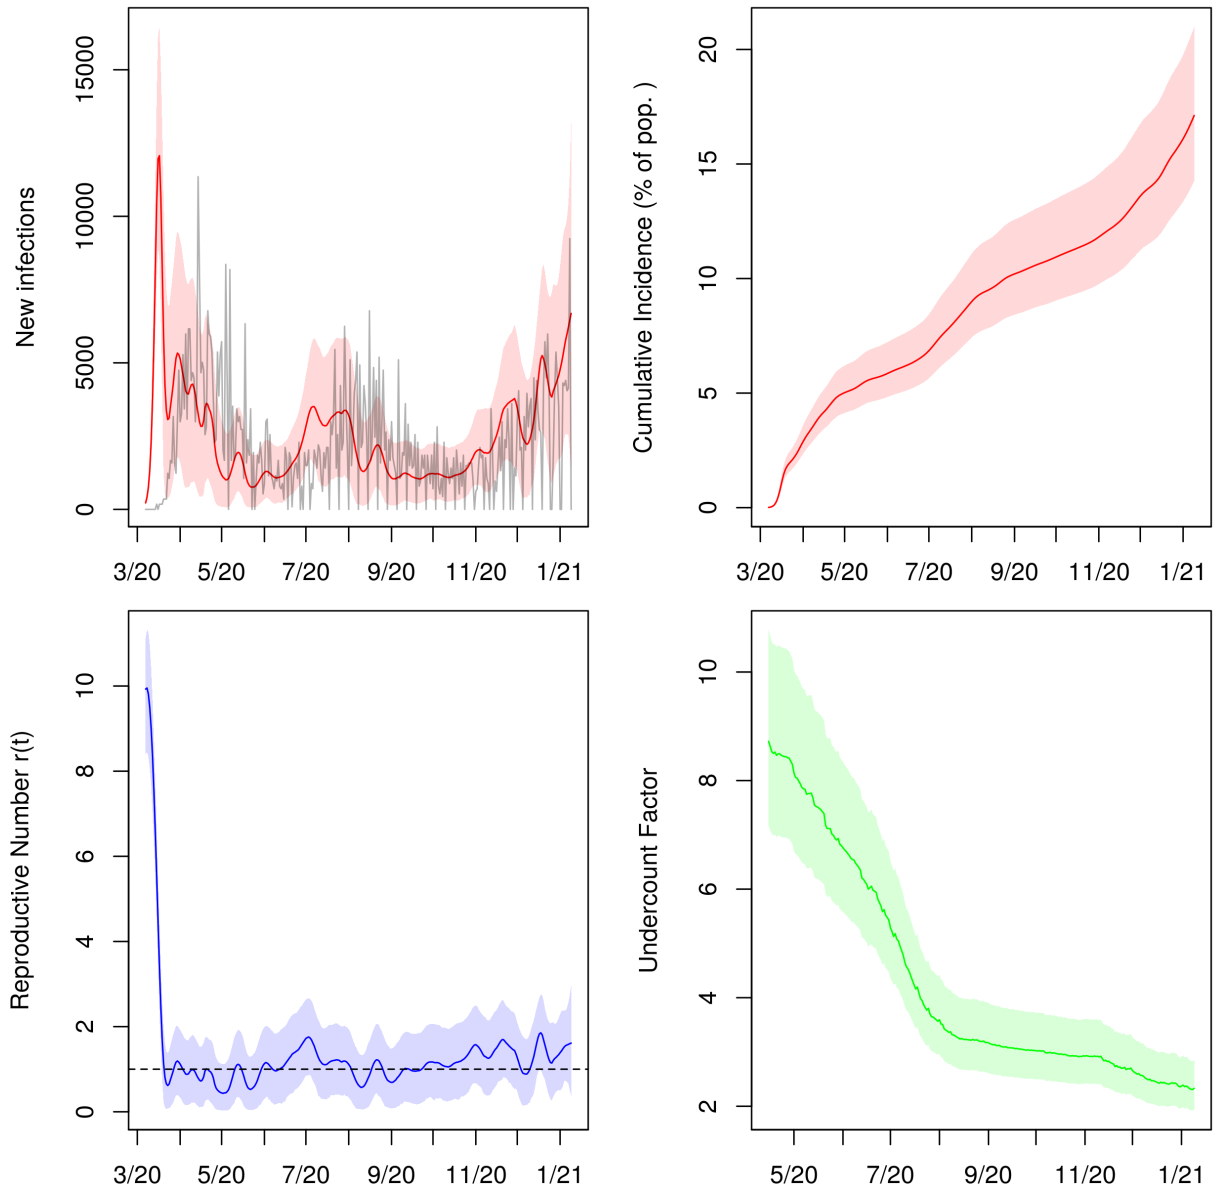 New infections
15000
10000
5000
0
3/20 5/20 7/20 9/20 11/20 1/21
Cumulative Incidence (% of pop. )
20
15
10
5
0
3/20 5/20 7/20 9/20 11/20 1/21
Reproductive Number r(t)
10
8
6
4
2
0
3/20 5/20 7/20 9/20 11/20 1/21
Undercount Factor
10
8
6
4
2
5/20 7/20 9/20 11/20 1/21